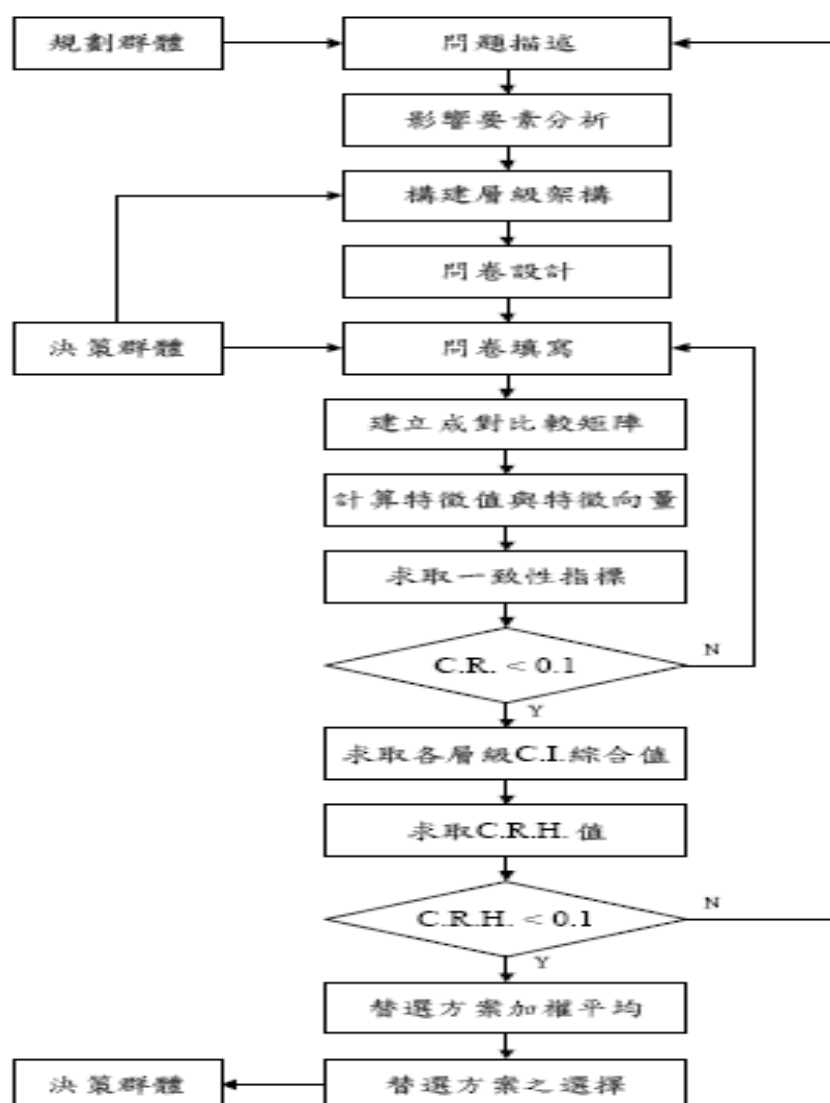 規劃群體
問題描述
影響要素分析
構建層級架構
問卷設計
決策群體
問卷填寫
建立成對比較矩陣
計算特徵值與特徵向量
求取一致性指標
C.R. < 0.1
N
Y
求取各層級C.I.綜合值
求取C.R.H.值
C.R.H. < 0.1
N
Y
替選方案加權平均
決策群體
替選方案之選擇